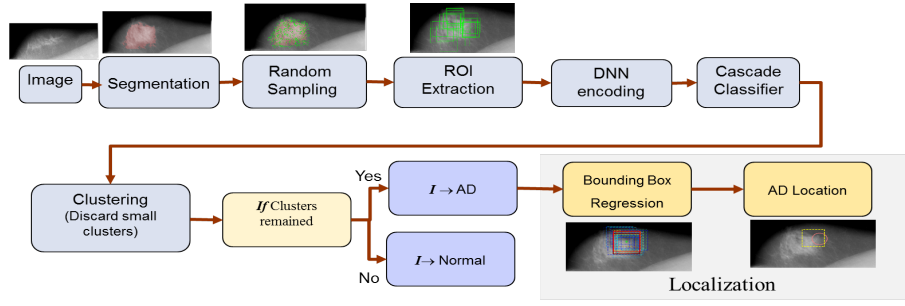 Image
Segmentation
Random
Sampling
ROI
Extraction
DNN
encoding
Cascade
Classifier
Clustering
(Discard small
clusters)
If Clusters
remained
Yes
No
I → AD
I → Normal
Bounding Box
Regression
AD Location
Localization